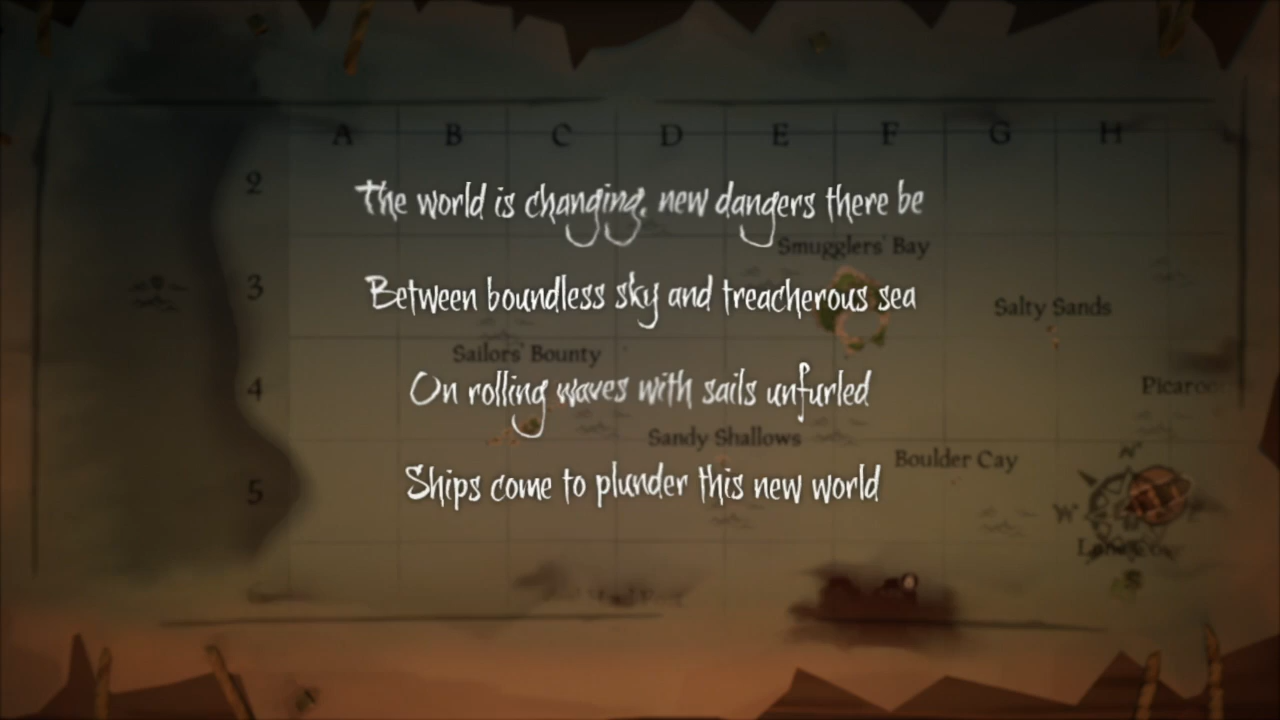 A B C D E F G H
2
The world is changing, new dangers there be
Smugglers' Bay
3
Between boundless sky and treacherous sea
Salty Sands
Sailors' Bounty
4
On rolling waves with sails unfurled
Sandy Shallows
Boulder Cay
N
5
Ships come to plunder this new world
W
S